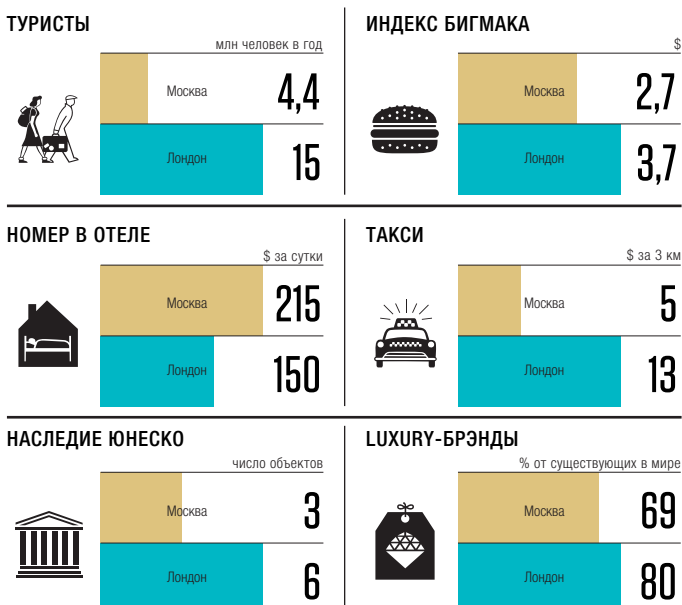 ТУРИСТЫ
млн человек в год
Москва 4,4
Лондон 15
ИНДЕКС БИГМАКА
$
Москва 2,7
Лондон 3,7
НОМЕР В ОТЕЛЕ
$ за сутки
Москва 215
Лондон 150
ТАКСИ
$ за 3 км
Москва 5
Лондон 13
НАСЛЕДИЕ ЮНЕСКО
число объектов
Москва 3
Лондон 6
LUXURY-БРЭНДЫ
% от существующих в мире
Москва 69
Лондон 80